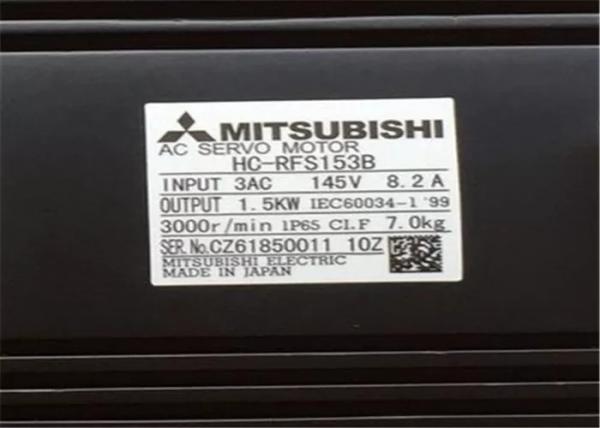 MITSUBISHI
AC SERVO MOTOR
HC-RFS153B
INPUT 3AC 145V 8.2A
OUTPUT 1.5KW IEC60034-1 '99
3000r/min IP65 CI.F 7.0kg
SER.No.CZ61850011 10Z
MITSUBISHI ELECTRIC
MADE IN JAPAN